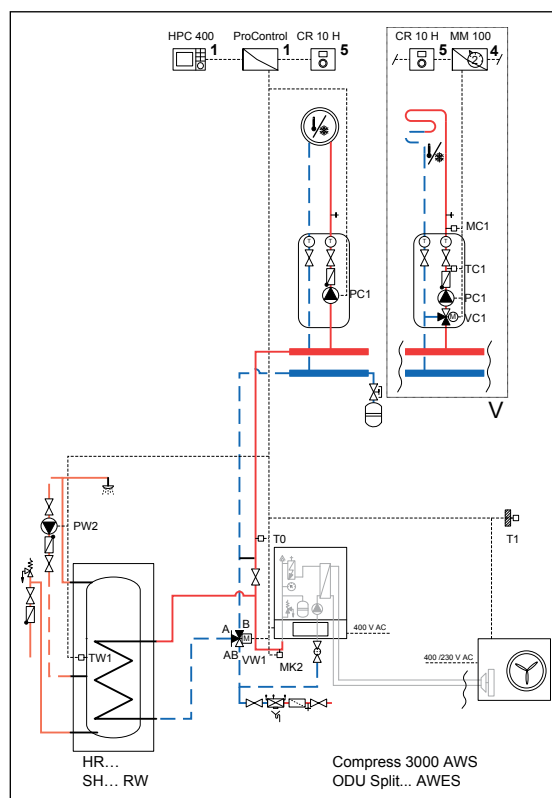 HPC 400 ProControl CR 10 H CR 10 H MM 100
1 1 5 5 4
2
MC1
T T T T
TC1
PC1 PC1
M VC1
V
PW2
T0 T1
400 V AC
A B
M
AB VW1 MK2
TW1
400 /230 V AC
HR...
SH... RW
Compress 3000 AWS
ODU Split... AWES